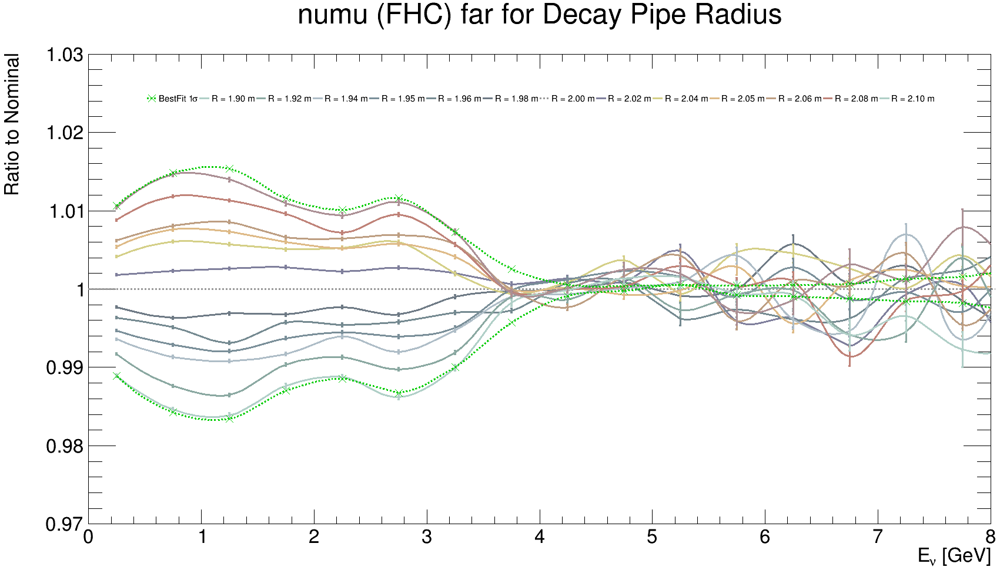 numu (FHC) far for Decay Pipe Radius
Ratio to Nominal
1.03
1.02
1.01
1
0.99
0.98
0.97
BestFit 1σ R = 1.90 m R = 1.92 m R = 1.94 m R = 1.95 m R = 1.96 m R = 1.98 m R = 2.00 m R = 2.02 m R = 2.04 m R = 2.05 m R = 2.06 m R = 2.08 m R = 2.10 m
0 1 2 3 4 5 6 7 8
Eν [GeV]